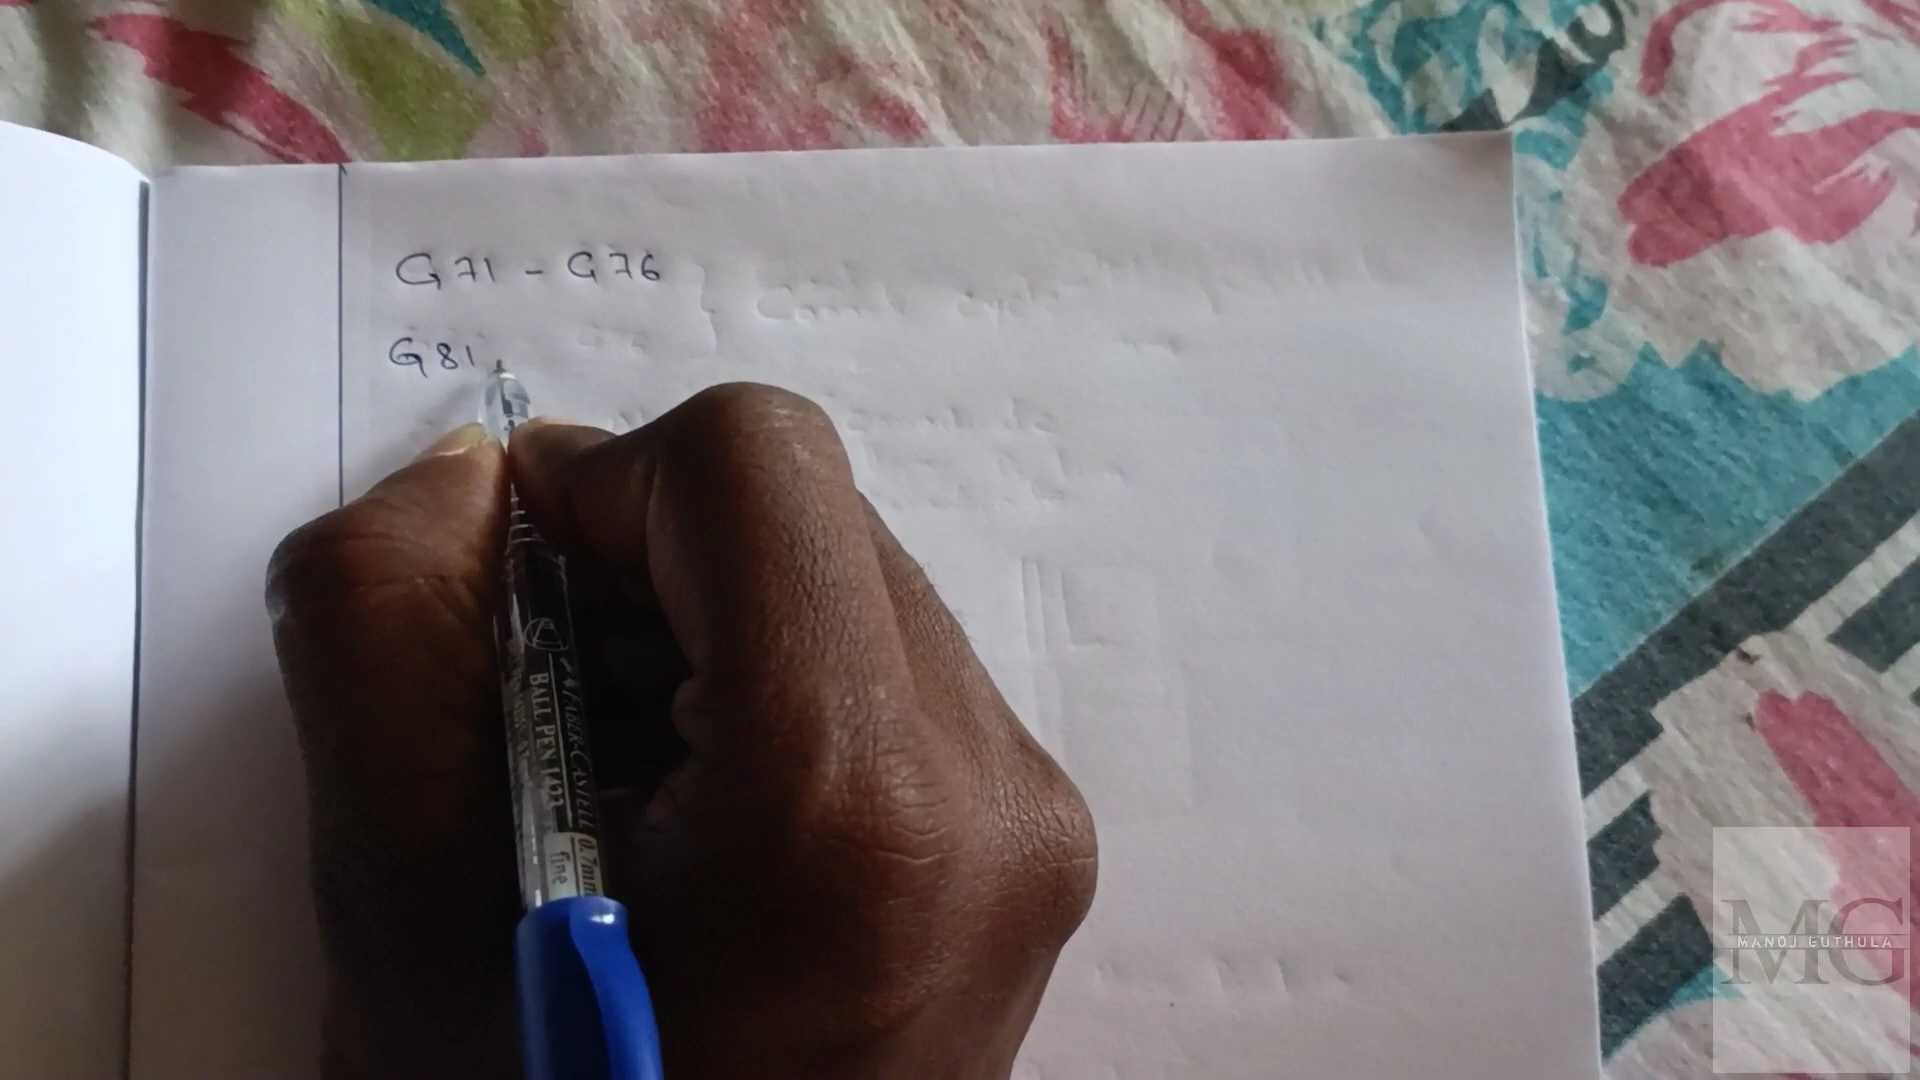 G71 - G76
G81
FABER-CASTELL 0.7mm
BALL PEN 1423
fine
MG
MANOJ GUTHULA